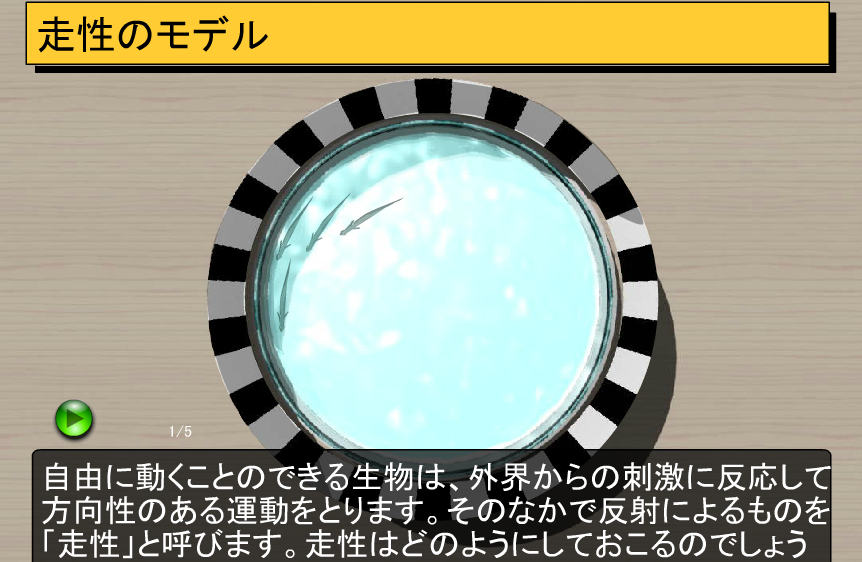 走性のモデル
1/5
自由に動くことのできる生物は、外界からの刺激に反応して
方向性のある運動をとります。そのなかで反射によるものを
「走性」と呼びます。走性はどのようにしておこるのでしょう